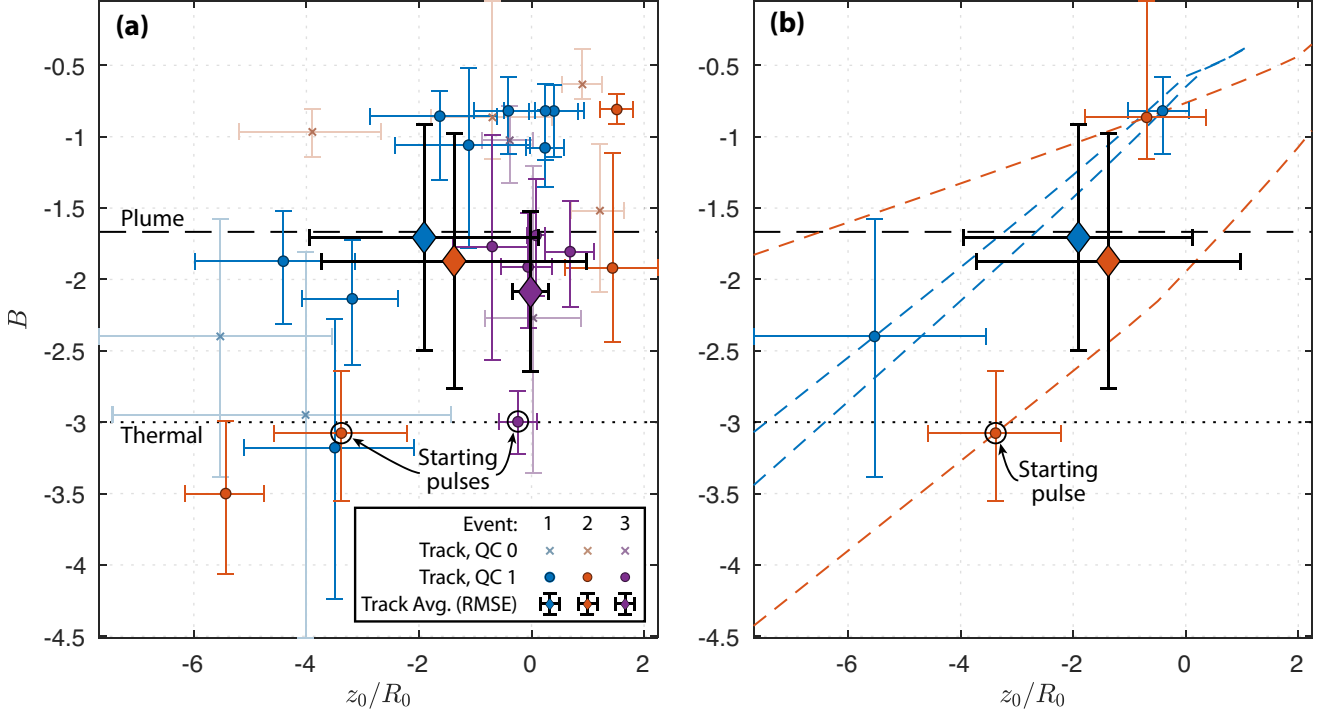 (a)
-0.5
-1
-1.5
-2
-2.5
-3
-3.5
-4
-4.5
B
Plume
Thermal
Starting
pulses
Event: 1 2 3
Track, QC 0
Track, QC 1
Track Avg. (RMSE)
-6 -4 -2 0 2
z₀/R₀
(b)
-0.5
-1
-1.5
-2
-2.5
-3
-3.5
-4
-4.5
Starting
pulse
-6 -4 -2 0 2
z₀/R₀